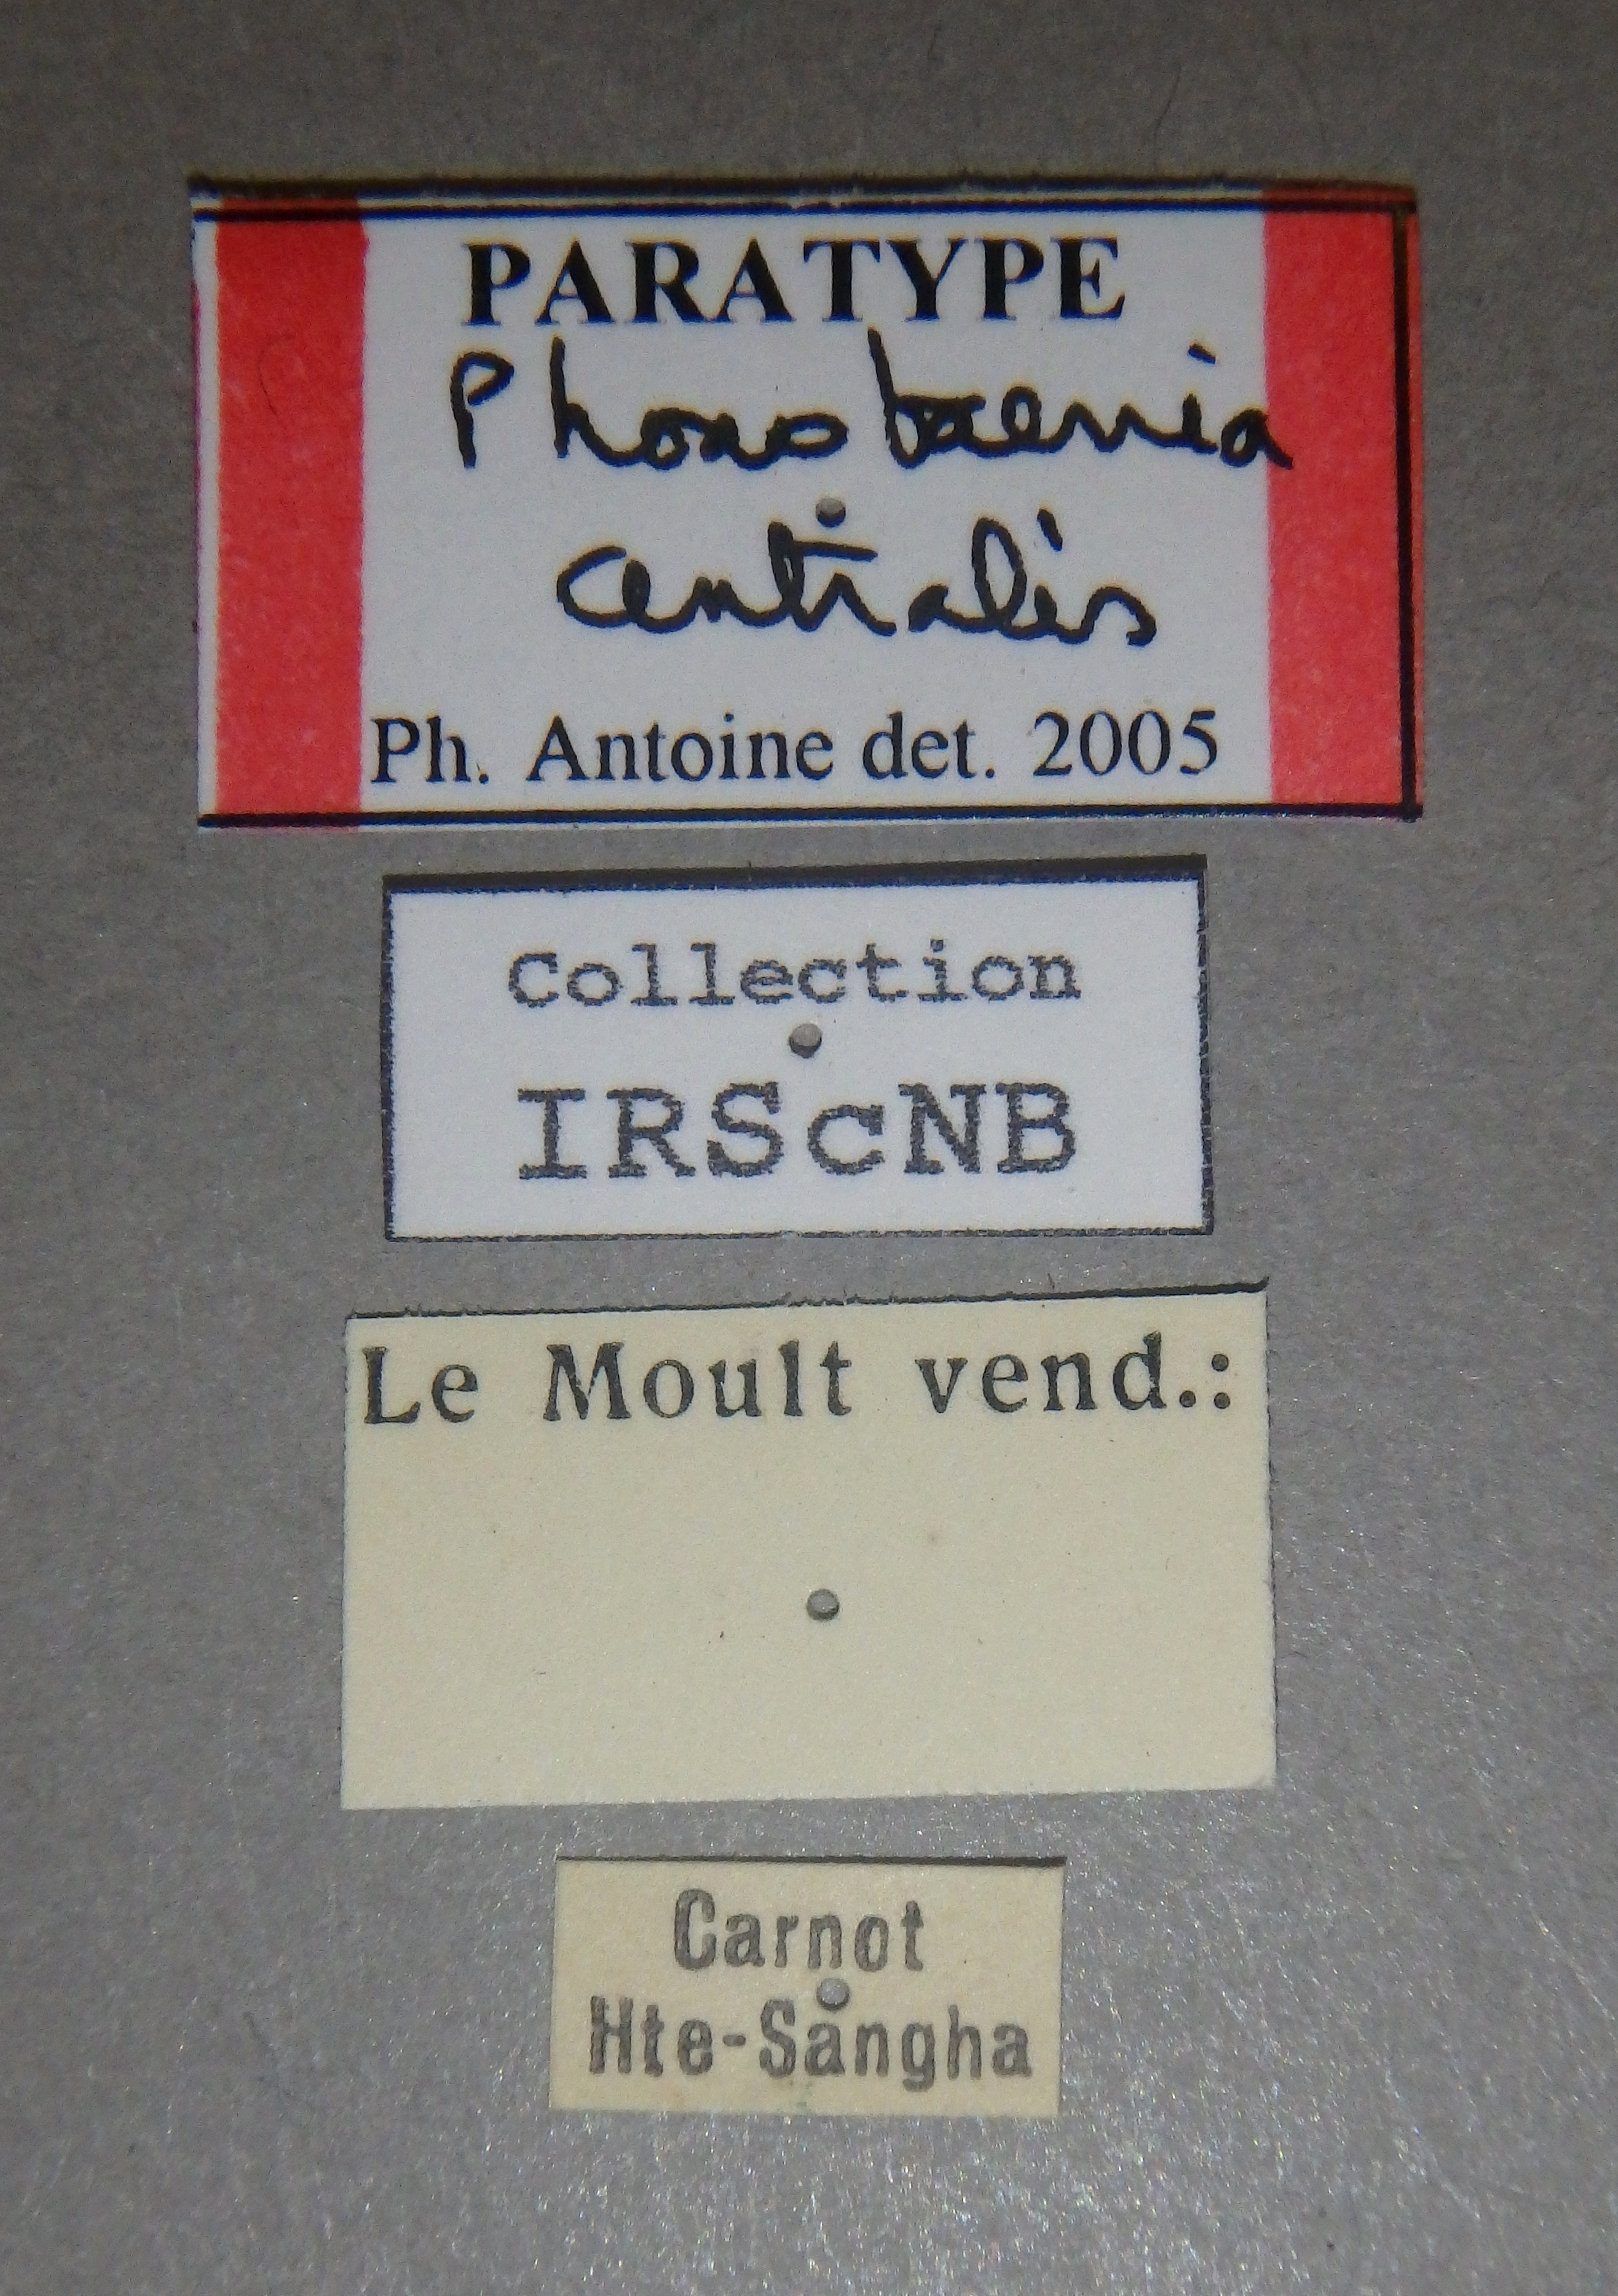 PARATYPE
Phonotaenia
centralis
Ph. Antoine det. 2005
Collection
IRScNB
Le Moult vend.:
Carnot
Hte-Sangha